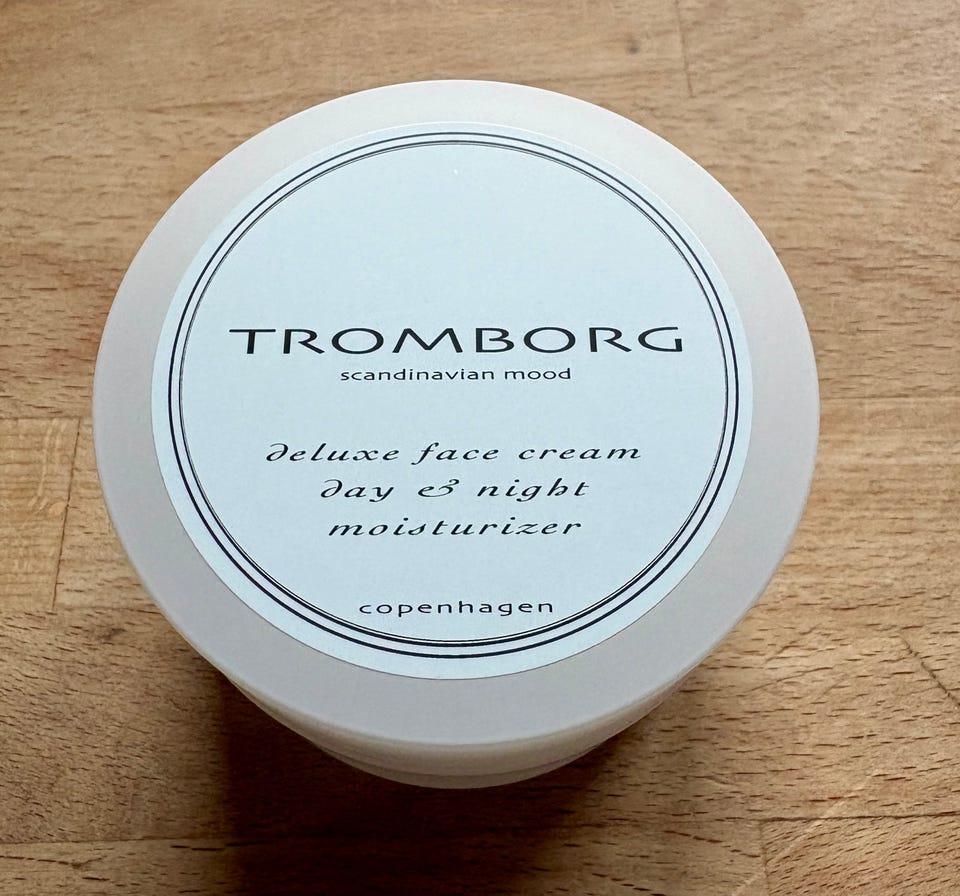 TROMBORG
scandinavian mood
deluxe face cream
day & night
moisturizer
copenhagen